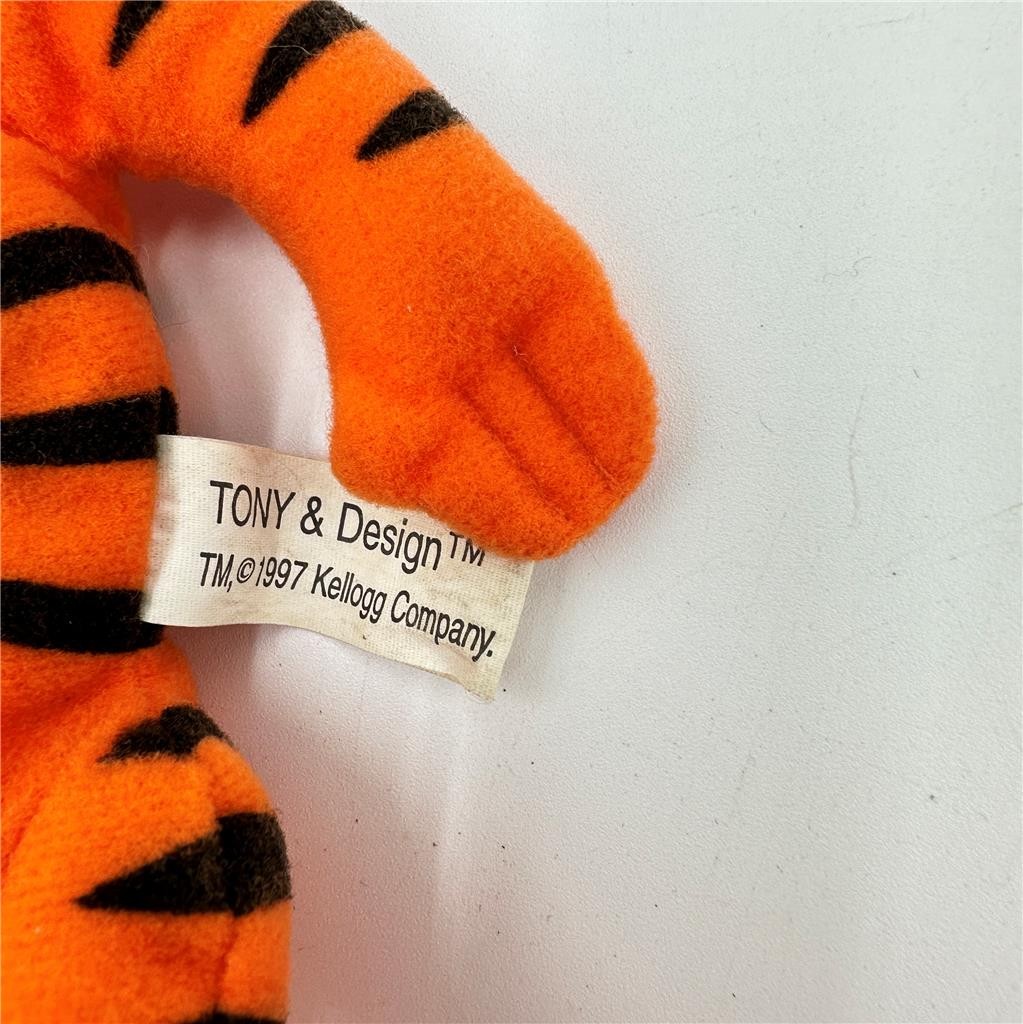 TONY & Design™
TM,©1997 Kellogg Company.